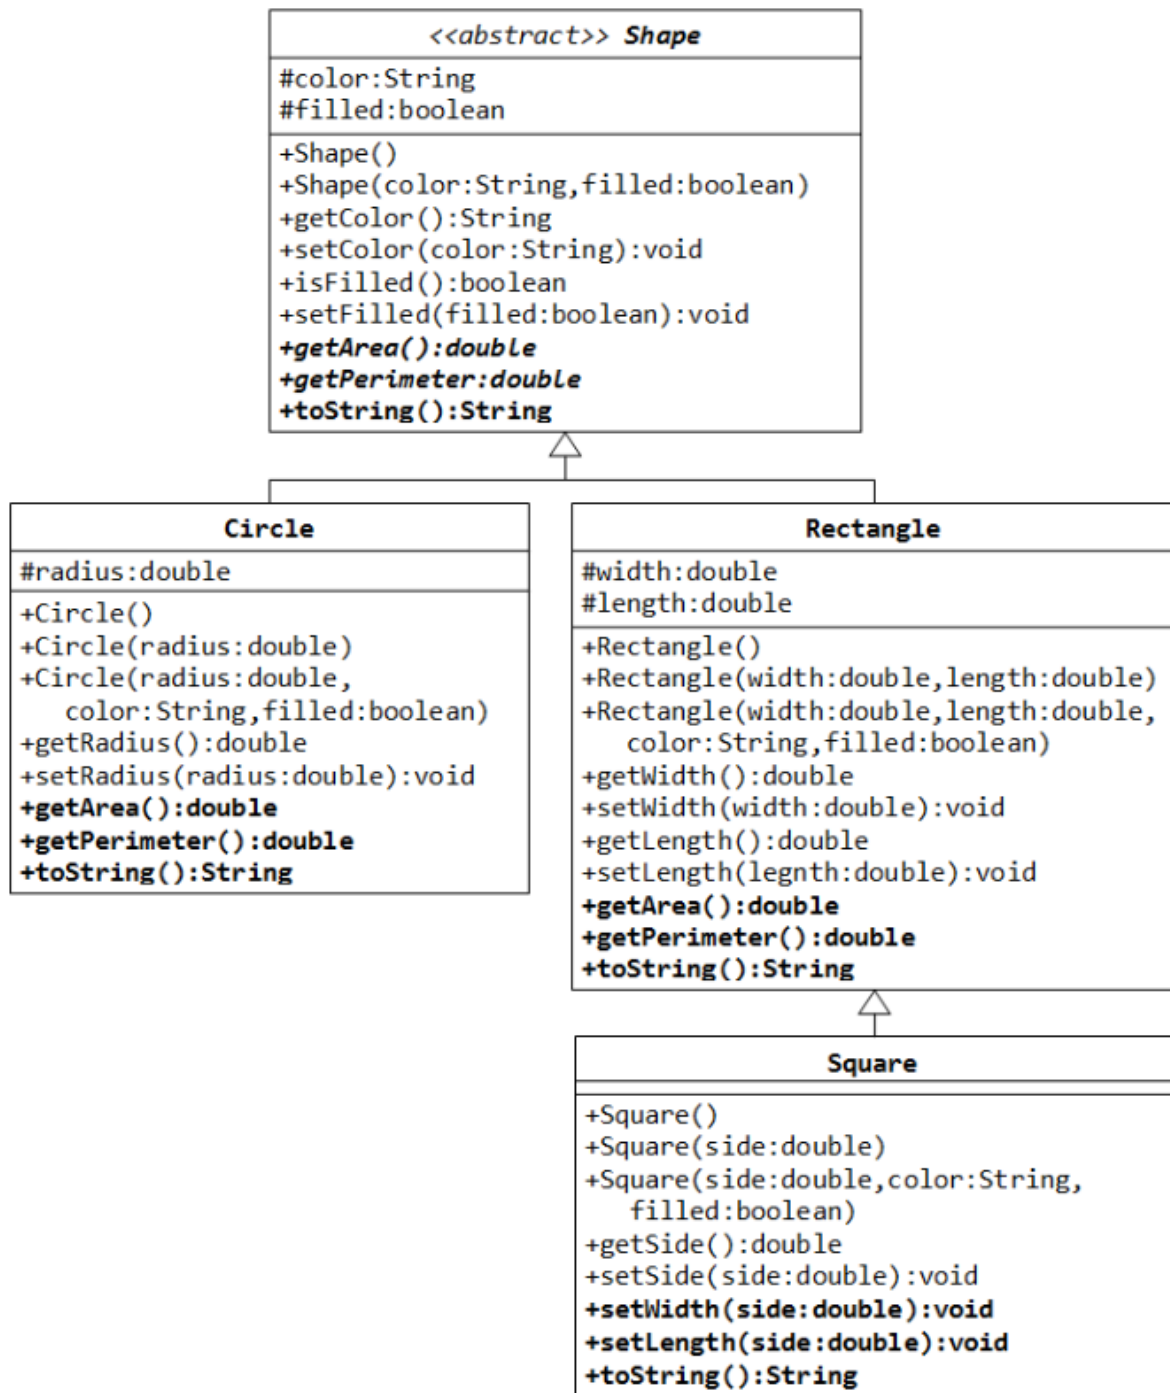 <<abstract>> Shape
#color:String
#filled:boolean
+Shape()
+Shape(color:String,filled:boolean)
+getColor():String
+setColor(color:String):void
+isFilled():boolean
+setFilled(filled:boolean):void
+getArea():double
+getPerimeter:double
+toString():String
Circle
#radius:double
+Circle()
+Circle(radius:double)
+Circle(radius:double,
color:String,filled:boolean)
+getRadius():double
+setRadius(radius:double):void
+getArea():double
+getPerimeter():double
+toString():String
Rectangle
#width:double
#length:double
+Rectangle()
+Rectangle(width:double,length:double)
+Rectangle(width:double,length:double,
color:String,filled:boolean)
+getWidth():double
+setWidth(width:double):void
+getLength():double
+setLength(legnth:double):void
+getArea():double
+getPerimeter():double
+toString():String
Square
+Square()
+Square(side:double)
+Square(side:double,color:String,
filled:boolean)
+getSide():double
+setSide(side:double):void
+setWidth(side:double):void
+setLength(side:double):void
+toString():String